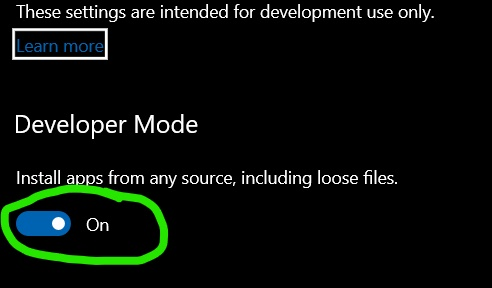 These settings are intended for development use only.
Learn more
Developer Mode
Install apps from any source, including loose files.
On